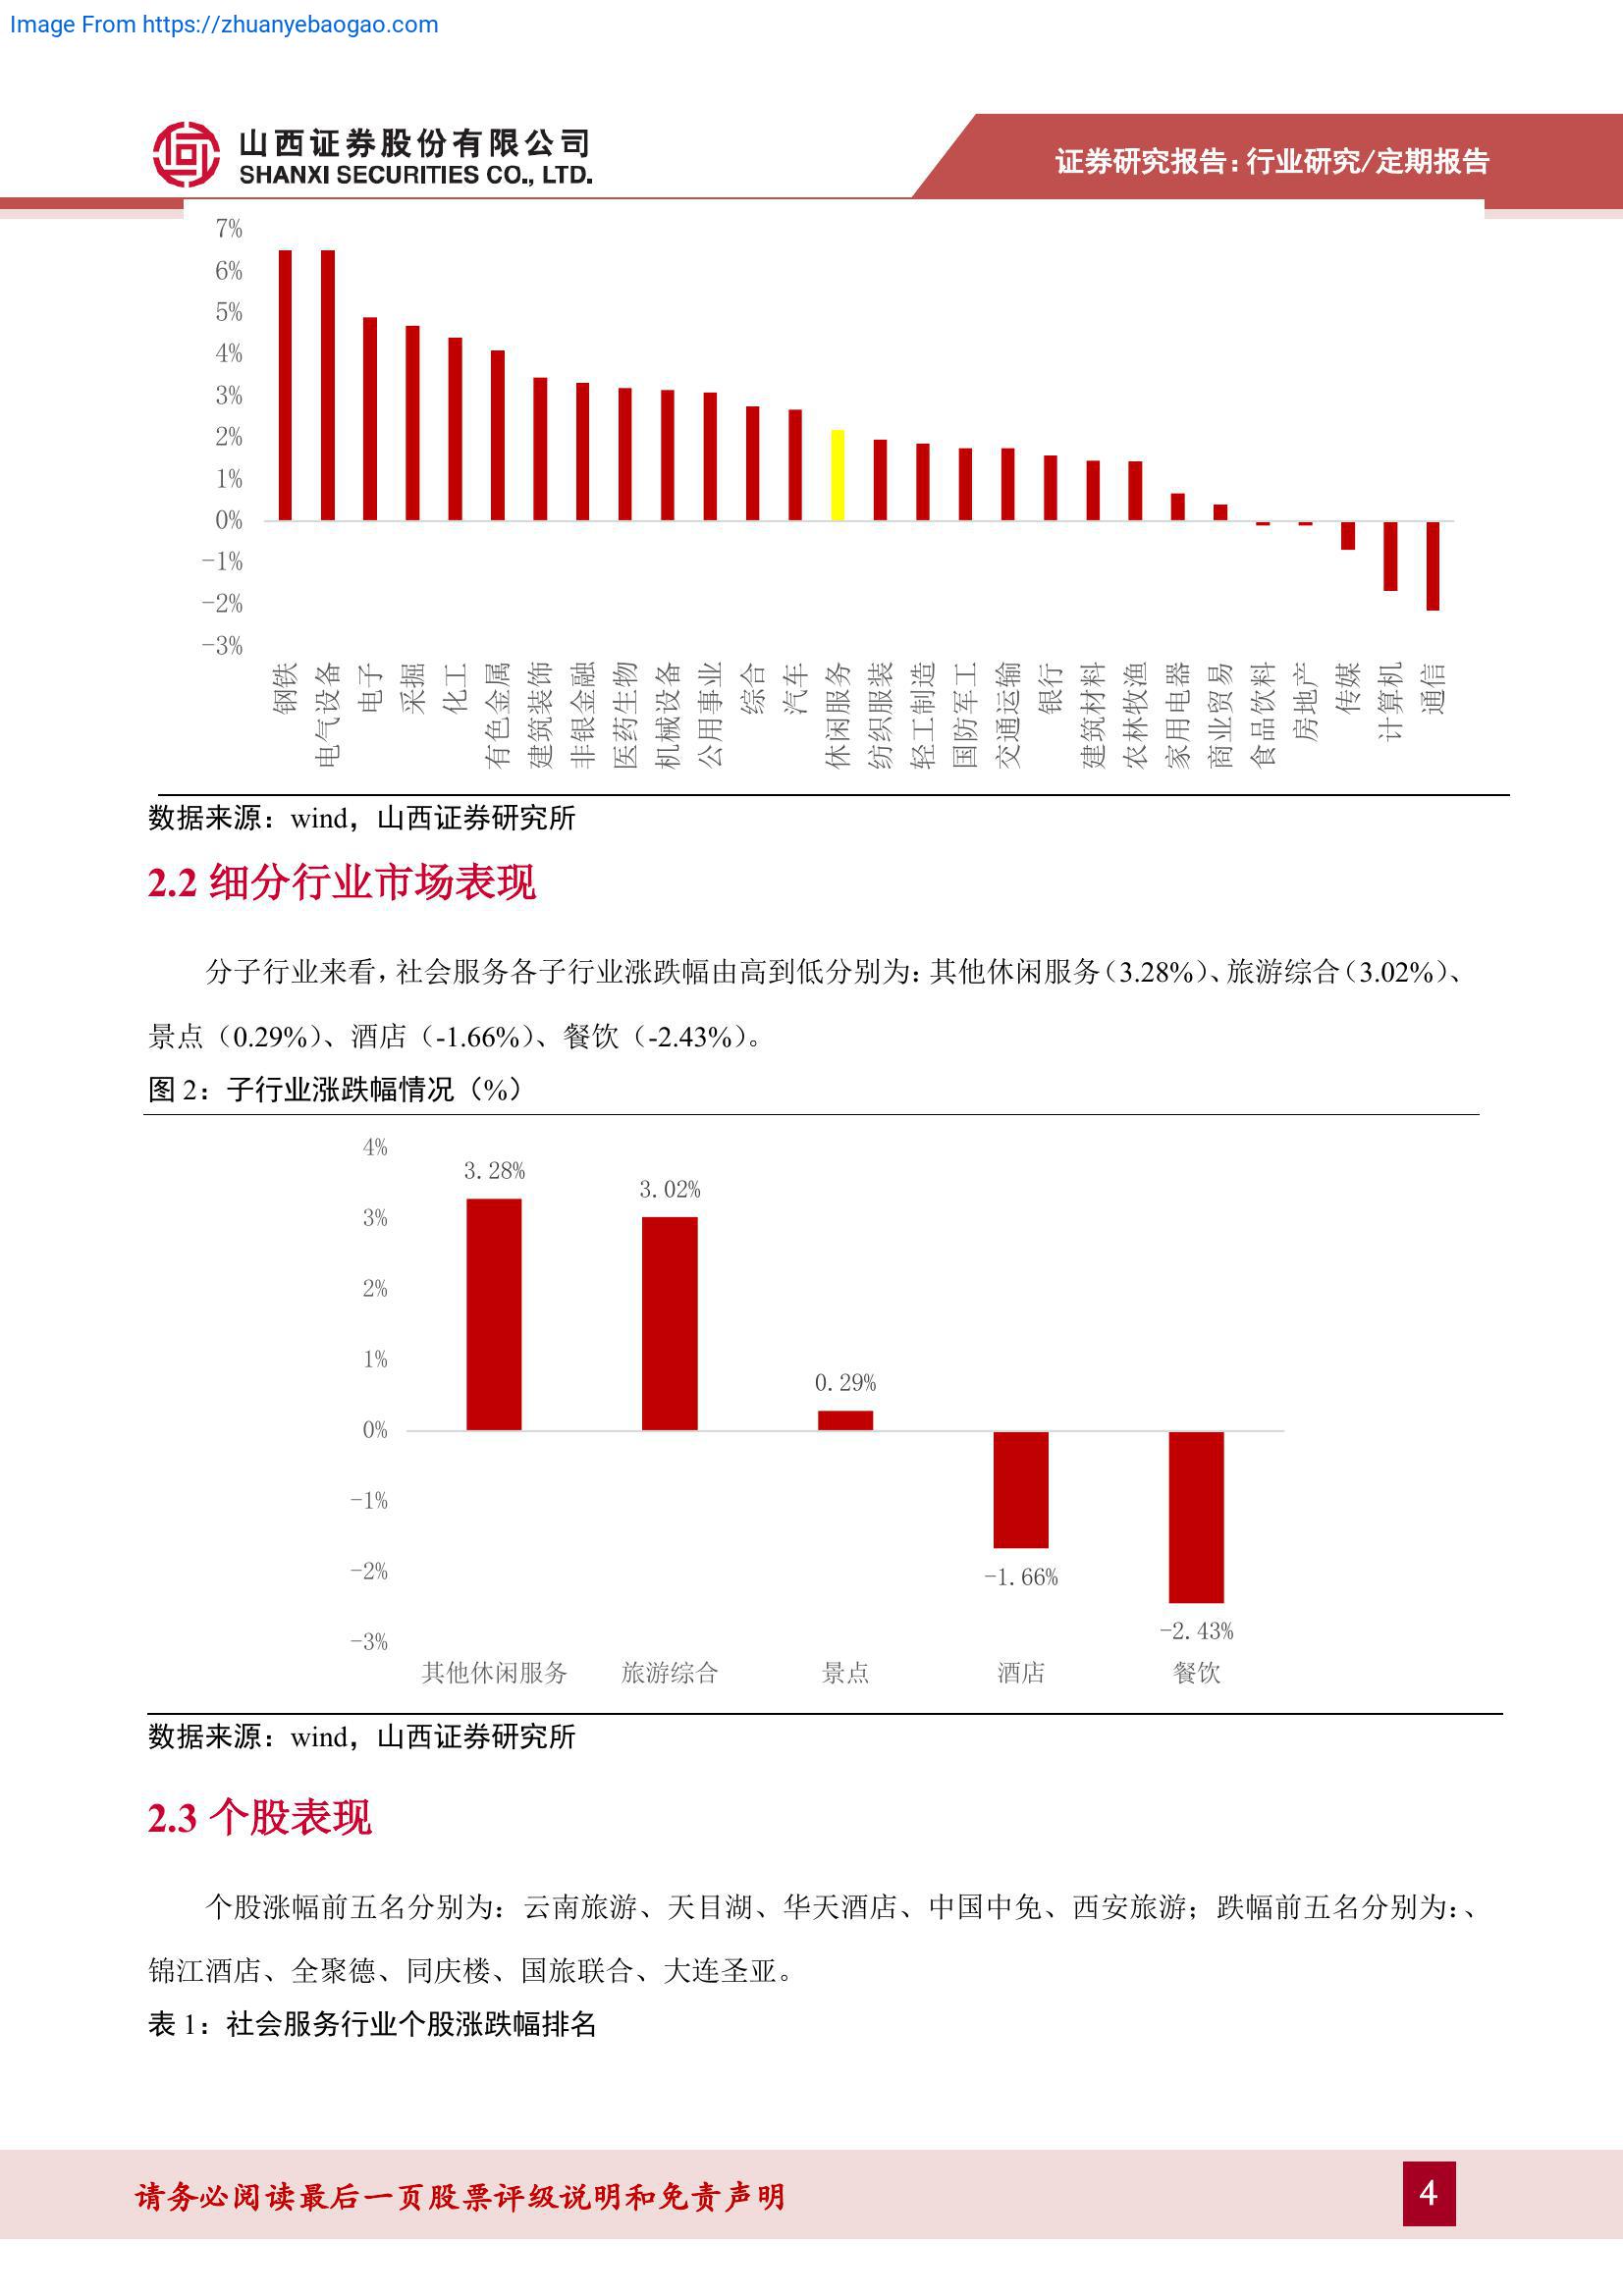 Image From https://zhuanyebaogao.com
山西证券股份有限公司
SHANXI SECURITIES CO., LTD.
证券研究报告：行业研究/定期报告
7%
6%
5%
4%
3%
2%
1%
0%
-1%
-2%
-3%
钢铁
电气设备
电子
采掘
化工
有色金属
建筑装饰
非银金融
医药生物
机械设备
公用事业
综合
汽车
休闲服务
纺织服装
轻工制造
国防军工
交通运输
银行
建筑材料
农林牧渔
家用电器
商业贸易
食品饮料
房地产
传媒
计算机
通信
数据来源：wind，山西证券研究所
2.2 细分行业市场表现
分子行业来看，社会服务各子行业涨跌幅由高到低分别为：其他休闲服务（3.28%）、旅游综合（3.02%）、
景点（0.29%）、酒店（-1.66%）、餐饮（-2.43%）。
图 2：子行业涨跌幅情况（%）
4%
3%
2%
1%
0%
-1%
-2%
-3%
3.28%
3.02%
0.29%
-1.66%
-2.43%
其他休闲服务
旅游综合
景点
酒店
餐饮
数据来源：wind，山西证券研究所
2.3 个股表现
个股涨幅前五名分别为：云南旅游、天目湖、华天酒店、中国中免、西安旅游；跌幅前五名分别为：、
锦江酒店、全聚德、同庆楼、国旅联合、大连圣亚。
表 1：社会服务行业个股涨跌幅排名
请务必阅读最后一页股票评级说明和免责声明
4